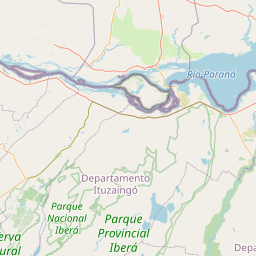 Río Paraná
Departamento
Ituzaingó
Parque
Nacional
Iberá
Parque
Provincial
Iberá
erva
ural
Depa